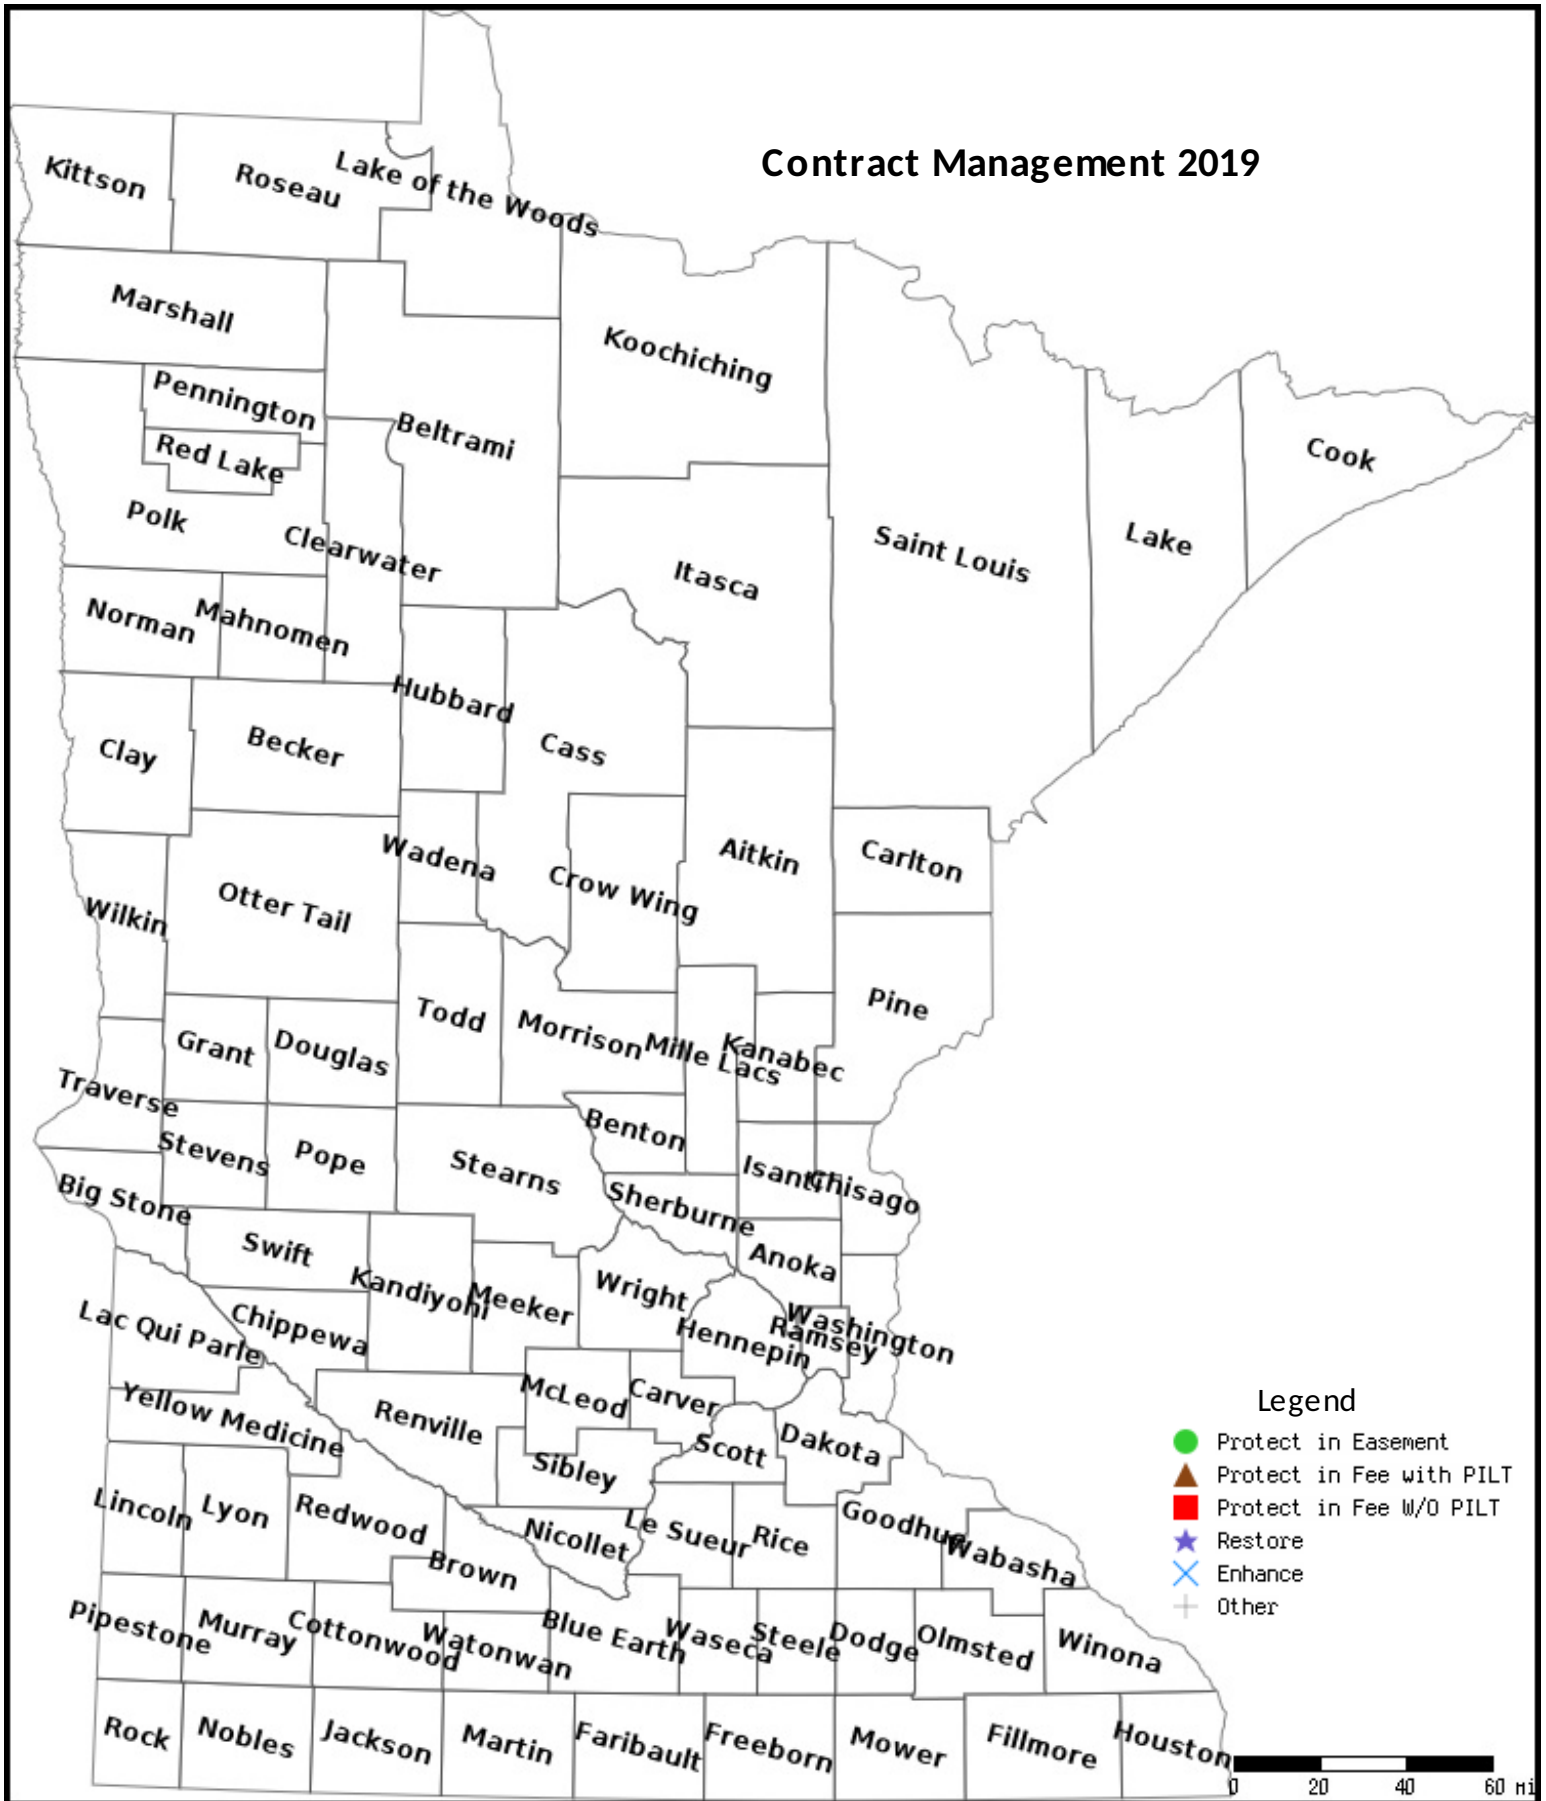 Contract Management 2019
Kittson
Roseau
Lake of the Woods
Marshall
Koochiching
Pennington
Beltrami
Red Lake
Cook
Polk
Clearwater
Saint Louis
Lake
Itasca
Norman
Mahnomen
Hubbard
Clay
Becker
Cass
Wadena
Aitkin
Carlton
Crow Wing
Otter Tail
Wilkin
Pine
Todd
Morrison
Mille Lacs
Kanabec
Grant
Douglas
Traverse
Benton
Stevens
Pope
Stearns
Isanti
Chisago
Big Stone
Sherburne
Swift
Anoka
Kandiyohi
Meeker
Wright
Lac Qui Parle
Chippewa
Hennepin
Ramsey
Washington
McLeod
Carver
Yellow Medicine
Renville
Scott
Dakota
Sibley
Lincoln
Lyon
Redwood
Nicollet
Le Sueur
Rice
Goodhue
Wabasha
Brown
Pipestone
Murray
Cottonwood
Watonwan
Blue Earth
Waseca
Steele
Dodge
Olmsted
Winona
Rock
Nobles
Jackson
Martin
Faribault
Freeborn
Mower
Fillmore
Houston
Legend
Protect in Easement
Protect in Fee with PILT
Protect in Fee W/O PILT
Restore
Enhance
Other
0 20 40 60 mi